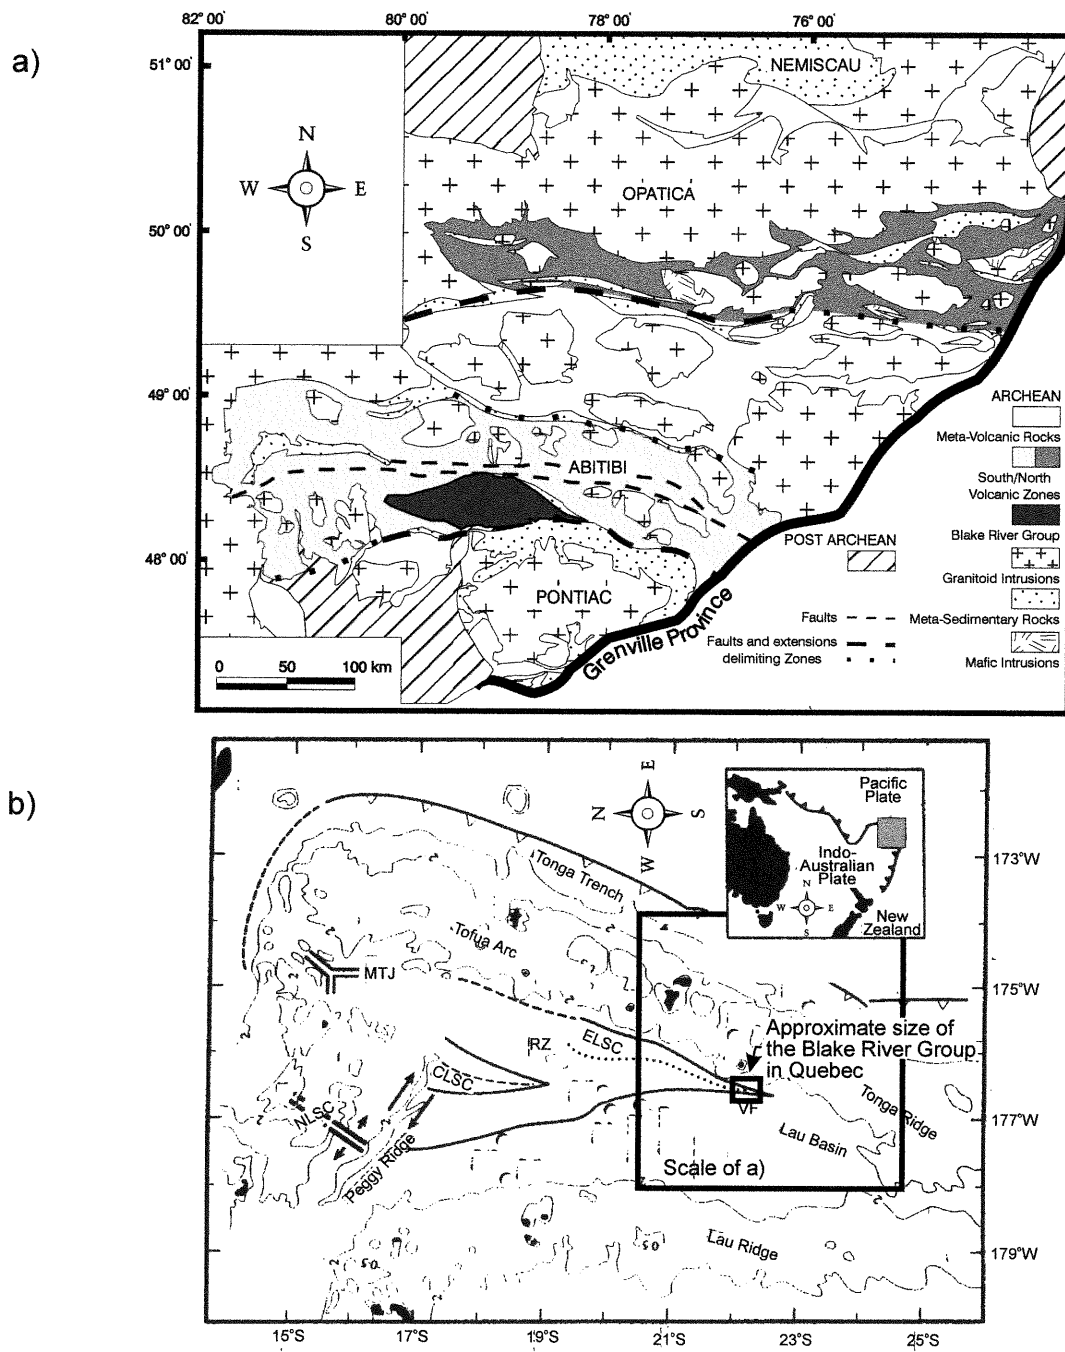 a)
82° 00' 80° 00' 78° 00' 76° 00'
51° 00'
50° 00'
49° 00'
48° 00'
N
W E
S
NEMISCAU
OPATICA
ABITIBI
PONTIAC
Grenville Province
ARCHEAN
Meta-Volcanic Rocks
South/North
Volcanic Zones
Blake River Group
POST ARCHEAN
Granitoid Intrusions
Faults
Meta-Sedimentary Rocks
Faults and extensions
delimiting Zones
Mafic Intrusions
0 50 100 km
b)
E
N S
W
Pacific
Plate
Indo-
Australian
Plate
N
W E
S
New
Zealand
173°W
175°W
177°W
179°W
Tonga Trench
Tofua Arc
MTJ
RZ
ELSC
CLSC
NLSC
Peggy Ridge
Approximate size of
the Blake River Group
in Quebec
VF
Tonga Ridge
Lau Basin
Scale of a)
Lau Ridge
15°S 17°S 19°S 21°S 23°S 25°S